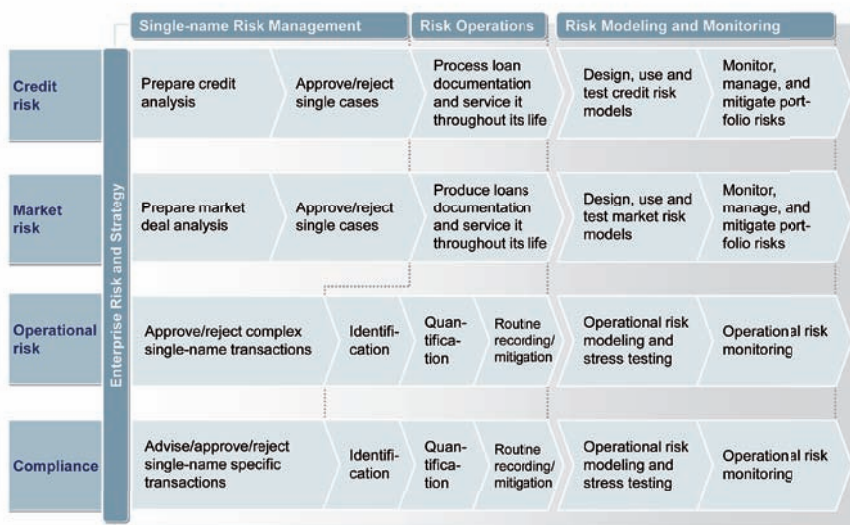 Single-name Risk Management
Risk Operations
Risk Modeling and Monitoring
Enterprise Risk and Strategy
Credit
risk
Prepare credit
analysis
Approve/reject
single cases
Process loan
documentation
and service it
throughout its life
Design, use and
test credit risk
models
Monitor,
manage, and
mitigate port-
folio risks
Market
risk
Prepare market
deal analysis
Approve/reject
single cases
Produce loans
documentation
and service it
throughout its life
Design, use and
test market risk
models
Monitor,
manage, and
mitigate port-
folio risks
Operational
risk
Approve/reject complex
single-name transactions
Identifi-
cation
Quan-
tifica-
tion
Routine
recording/
mitigation
Operational risk
modeling and
stress testing
Operational risk
monitoring
Compliance
Advise/approve/reject
single-name specific
transactions
Identifi-
cation
Quan-
tifica-
tion
Routine
recording/
mitigation
Operational risk
modeling and
stress testing
Operational risk
monitoring